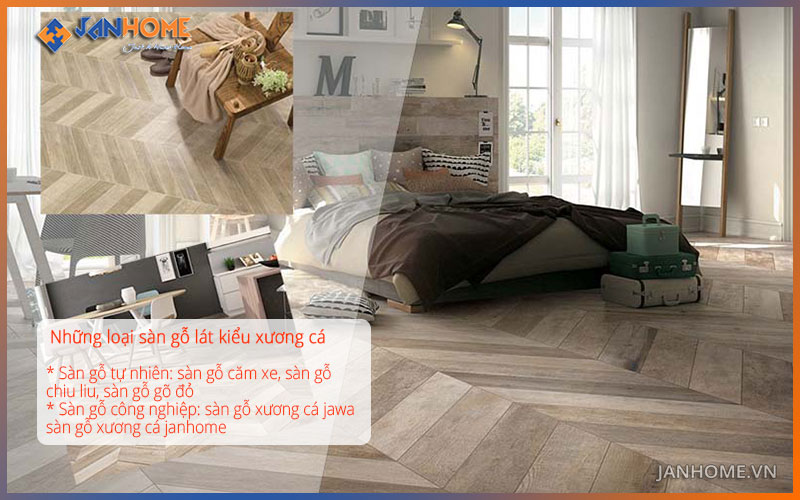 JANHOME
M
Những loại sàn gỗ lát kiểu xương cá
* Sàn gỗ tự nhiên: sàn gỗ căm xe, sàn gỗ
chiu liu, sàn gỗ gõ đỏ
* Sàn gỗ công nghiệp: sàn gỗ xương cá jawa
sàn gỗ xương cá janhome
JANHOME.VN